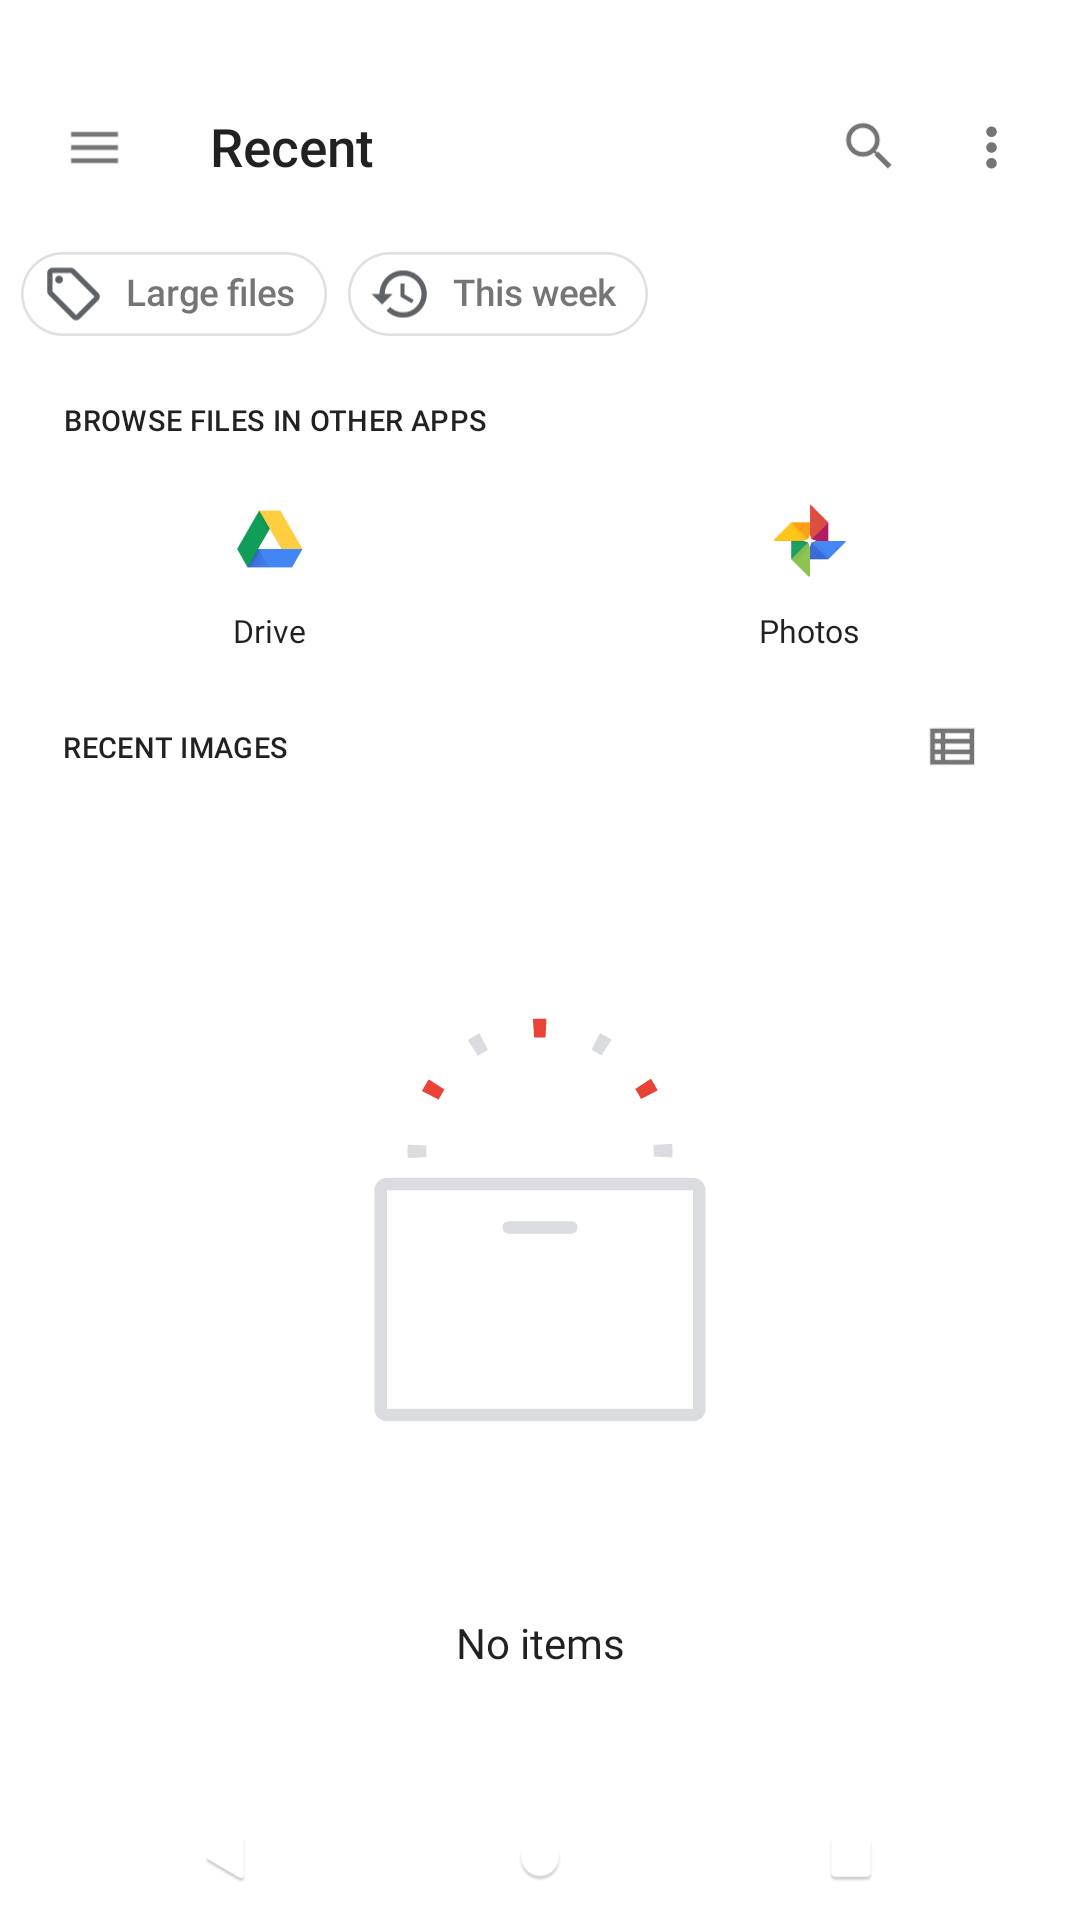 Recent
Large files
This week
BROWSE FILES IN OTHER APPS
Drive
Photos
RECENT IMAGES
No items